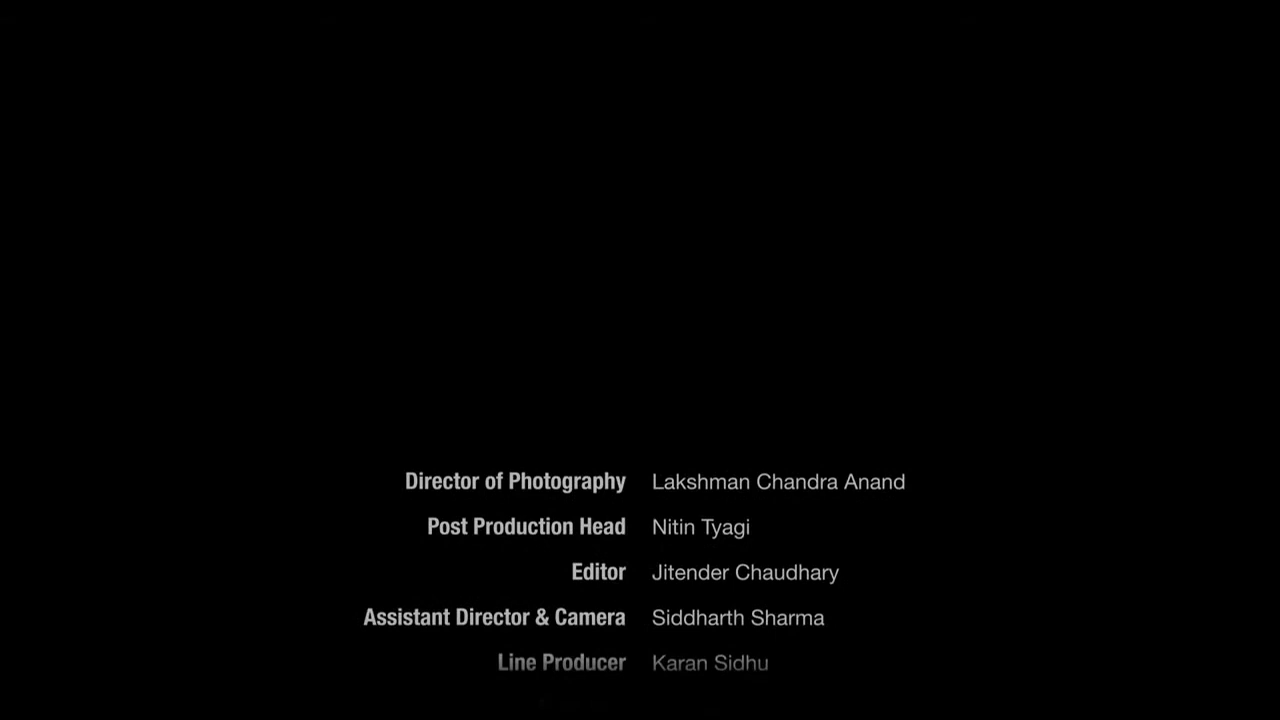 Director of Photography Lakshman Chandra Anand
Post Production Head Nitin Tyagi
Editor Jitender Chaudhary
Assistant Director & Camera Siddharth Sharma
Line Producer Karan Sidhu